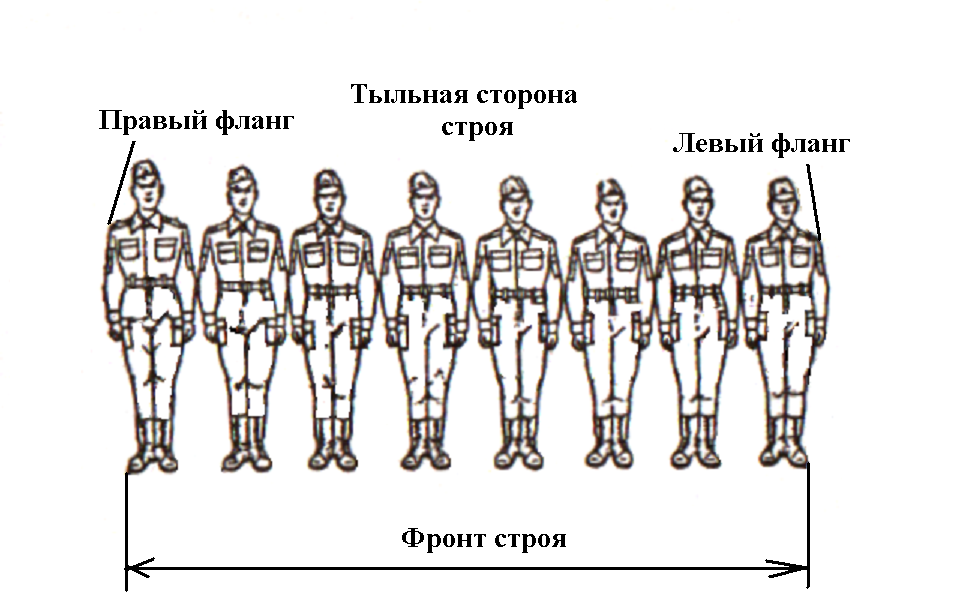 Тыльная сторона
строя
Правый фланг
Левый фланг
Фронт строя